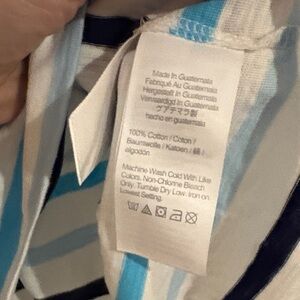 Made In Guatemala
Fabriqué Au Guatemala
Hergestellt In Guatemala
Vervaardigd In Guatemala
グアテマラ製
hecho en guatemala
100% Cotton / Coton /
Baumwolle / Katoen / 綿 /
algodón
Machine Wash Cold With Like
Colors. Non-Chlorine Bleach
Only. Tumble Dry Low. Iron on
Lowest Setting.